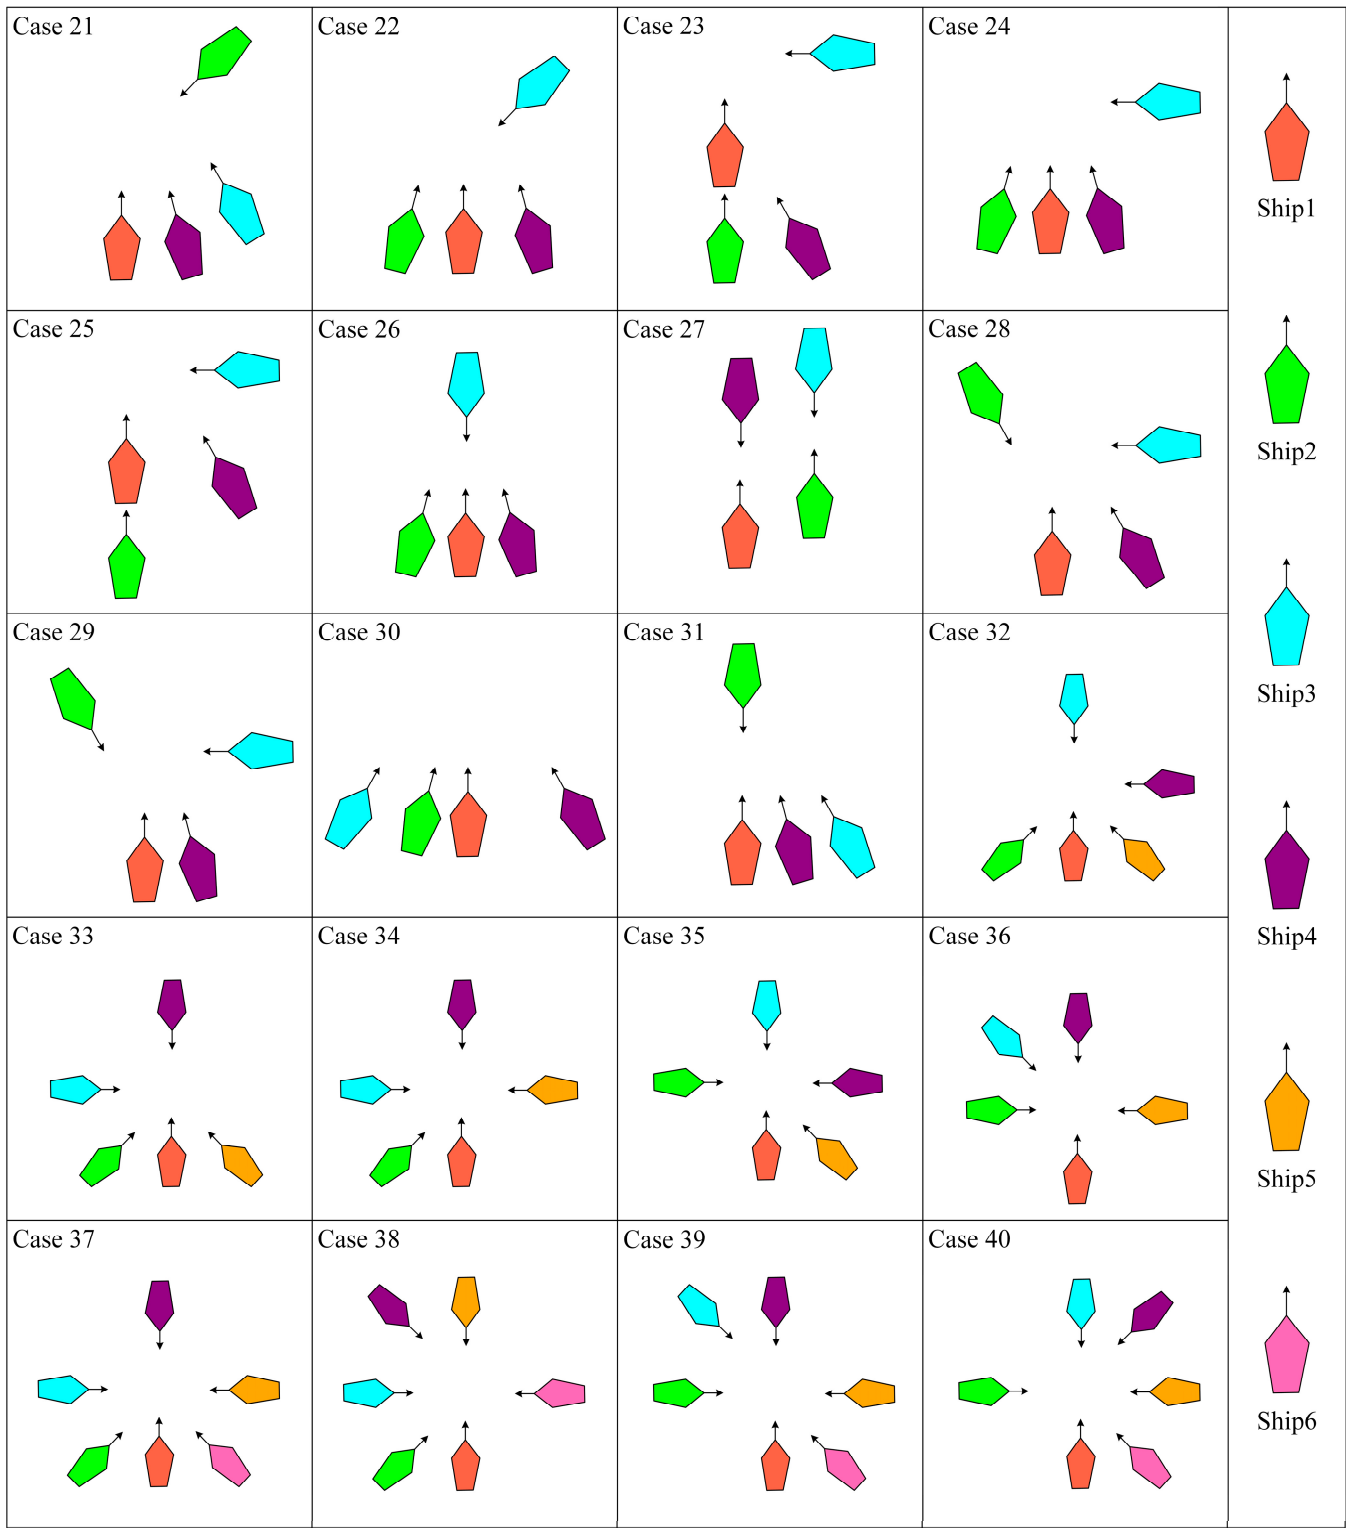 Case 21
Case 22
Case 23
Case 24
Ship1
Case 25
Case 26
Case 27
Case 28
Ship2
Case 29
Case 30
Case 31
Case 32
Ship3
Case 33
Case 34
Case 35
Case 36
Ship4
Ship5
Case 37
Case 38
Case 39
Case 40
Ship6